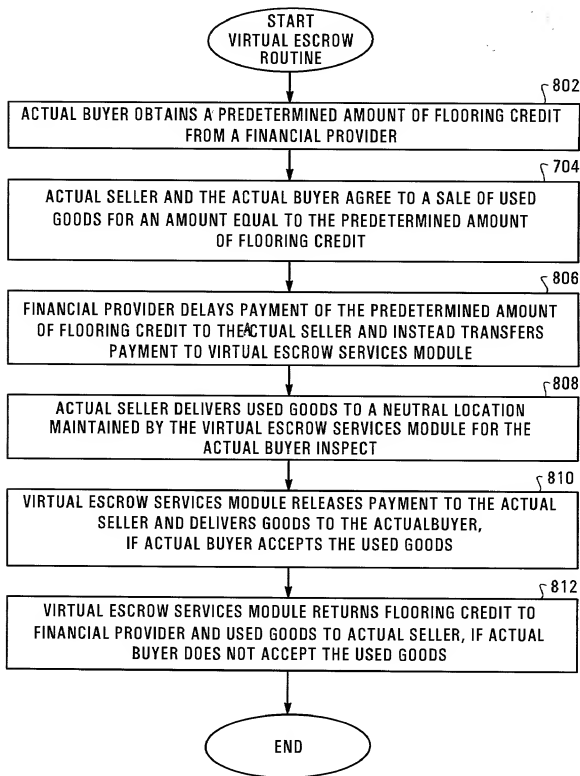 START
VIRTUAL ESCROW
ROUTINE
802
ACTUAL BUYER OBTAINS A PREDETERMINED AMOUNT OF FLOORING CREDIT
FROM A FINANCIAL PROVIDER
704
ACTUAL SELLER AND THE ACTUAL BUYER AGREE TO A SALE OF USED
GOODS FOR AN AMOUNT EQUAL TO THE PREDETERMINED AMOUNT
OF FLOORING CREDIT
806
FINANCIAL PROVIDER DELAYS PAYMENT OF THE PREDETERMINED AMOUNT
OF FLOORING CREDIT TO THE ACTUAL SELLER AND INSTEAD TRANSFERS
PAYMENT TO VIRTUAL ESCROW SERVICES MODULE
808
ACTUAL SELLER DELIVERS USED GOODS TO A NEUTRAL LOCATION
MAINTAINED BY THE VIRTUAL ESCROW SERVICES MODULE FOR THE
ACTUAL BUYER INSPECT
810
VIRTUAL ESCROW SERVICES MODULE RELEASES PAYMENT TO THE ACTUAL
SELLER AND DELIVERS GOODS TO THE ACTUALBUYER,
IF ACTUAL BUYER ACCEPTS THE USED GOODS
812
VIRTUAL ESCROW SERVICES MODULE RETURNS FLOORING CREDIT TO
FINANCIAL PROVIDER AND USED GOODS TO ACTUAL SELLER, IF ACTUAL
BUYER DOES NOT ACCEPT THE USED GOODS
END